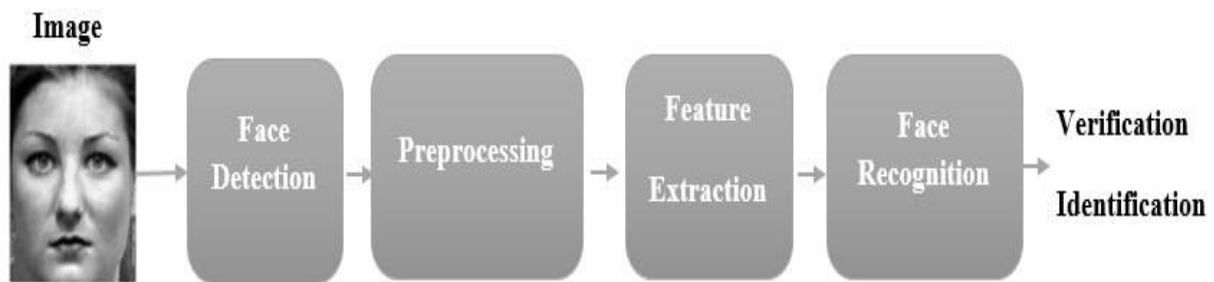 Image
Face
Detection
Preprocessing
Feature
Extraction
Face
Recognition
Verification
Identification